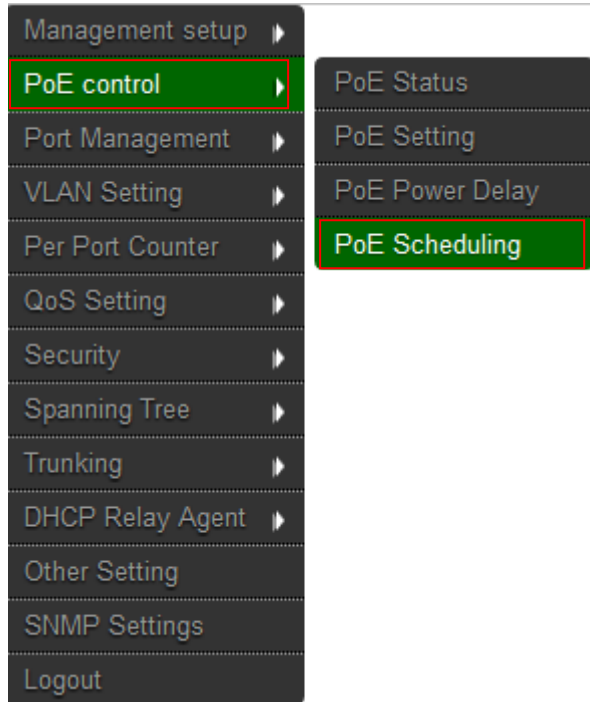 Management setup
PoE control
Port Management
VLAN Setting
Per Port Counter
QoS Setting
Security
Spanning Tree
Trunking
DHCP Relay Agent
Other Setting
SNMP Settings
Logout
PoE Status
PoE Setting
PoE Power Delay
PoE Scheduling